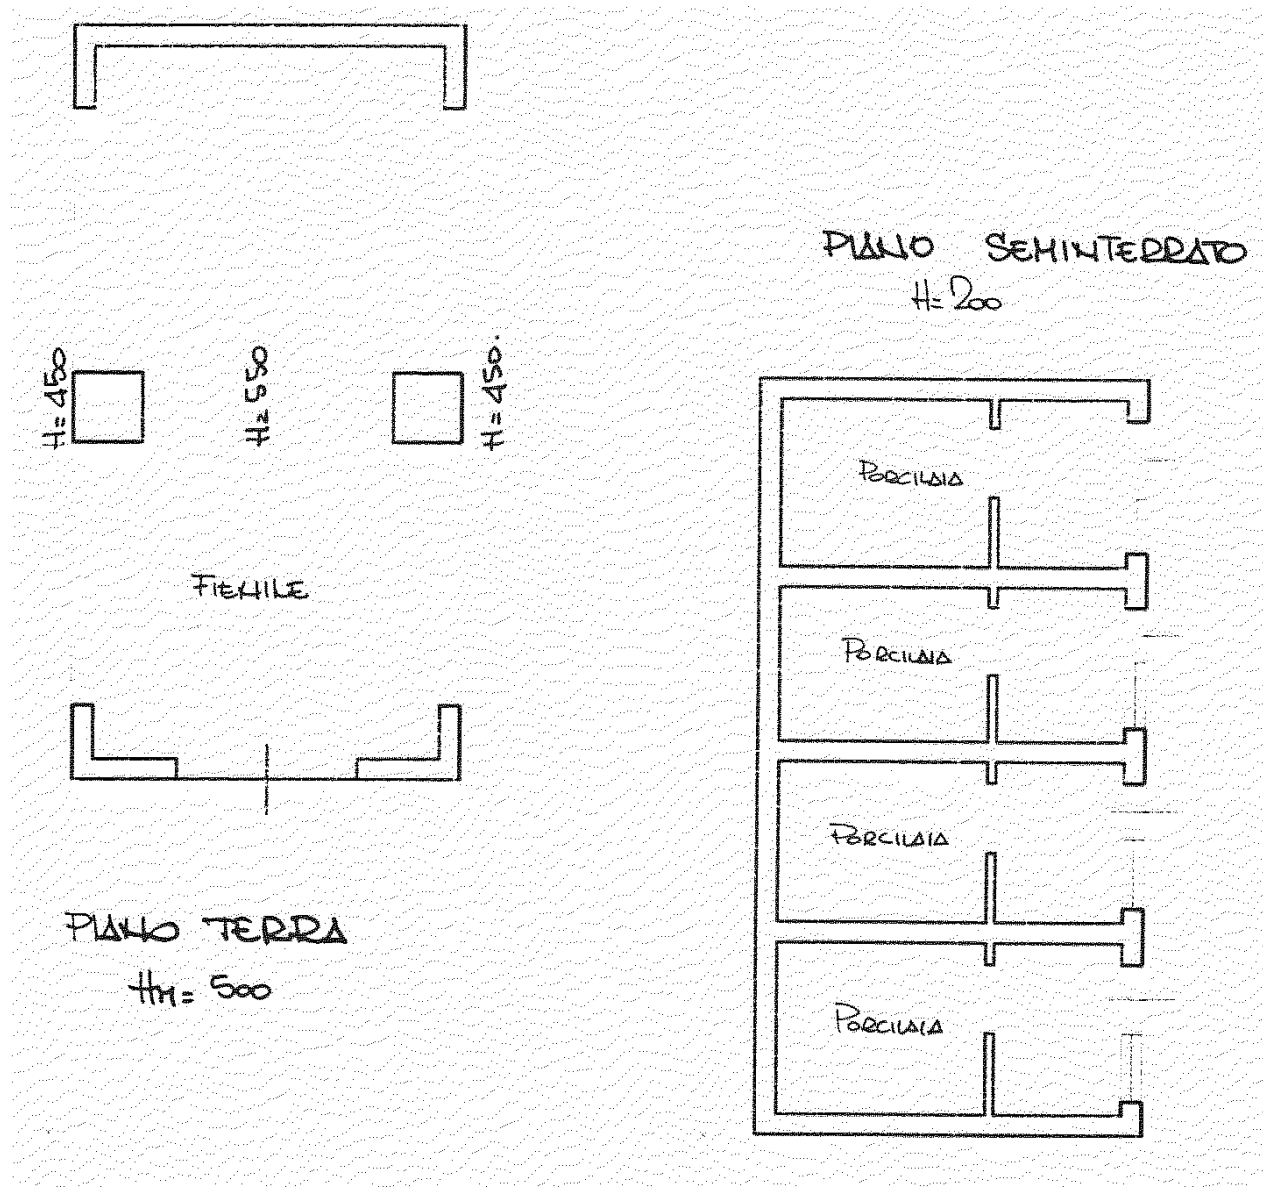 PIANO SEMINTERRATO
H=200
H=450
H=550
H=450.
PORCILAIA
FIENILE
PORCILAIA
PORCILAIA
PIANO TERRA
HM=500
PORCILAIA